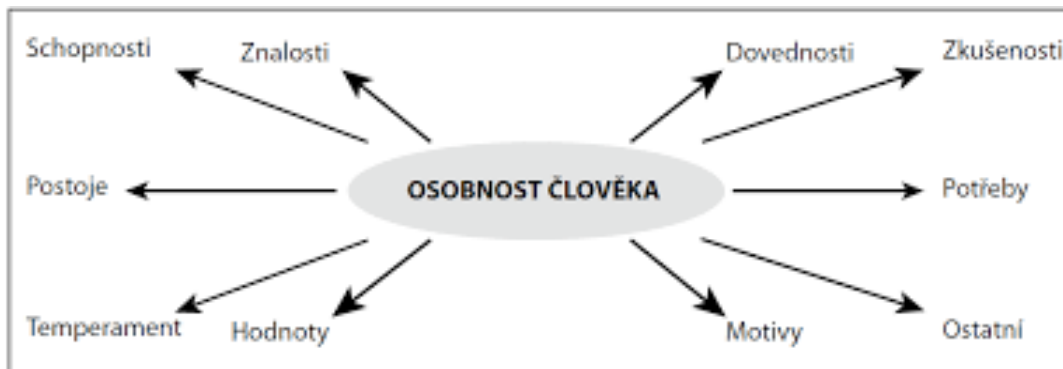 Schopnosti
Znalosti
Dovednosti
Zkušenosti
Postoje
OSOBNOST ČLOVĚKA
Potřeby
Temperament
Hodnoty
Motivy
Ostatní